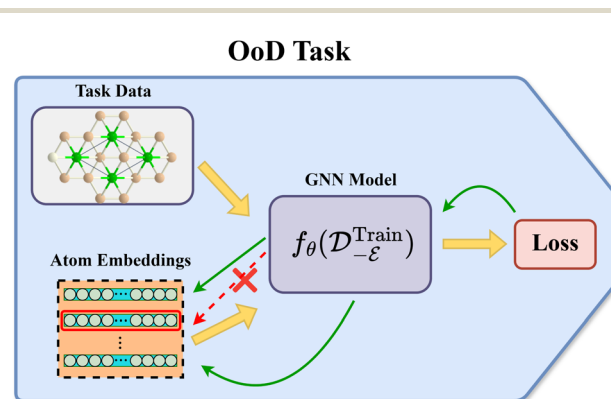 OoD Task
Task Data
GNN Model
f_θ(𝒟^Train_−ℰ)
Loss
Atom Embeddings